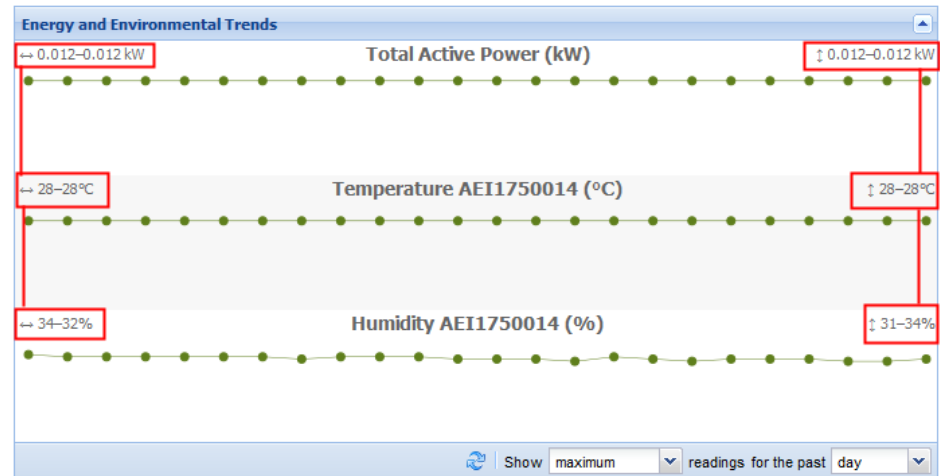 Energy and Environmental Trends
↔ 0.012–0.012 kW Total Active Power (kW) ↕ 0.012–0.012 kW
↔ 28–28°C Temperature AEI1750014 (°C) ↕ 28–28°C
↔ 34–32% Humidity AEI1750014 (%) ↕ 31–34%
Show maximum readings for the past day